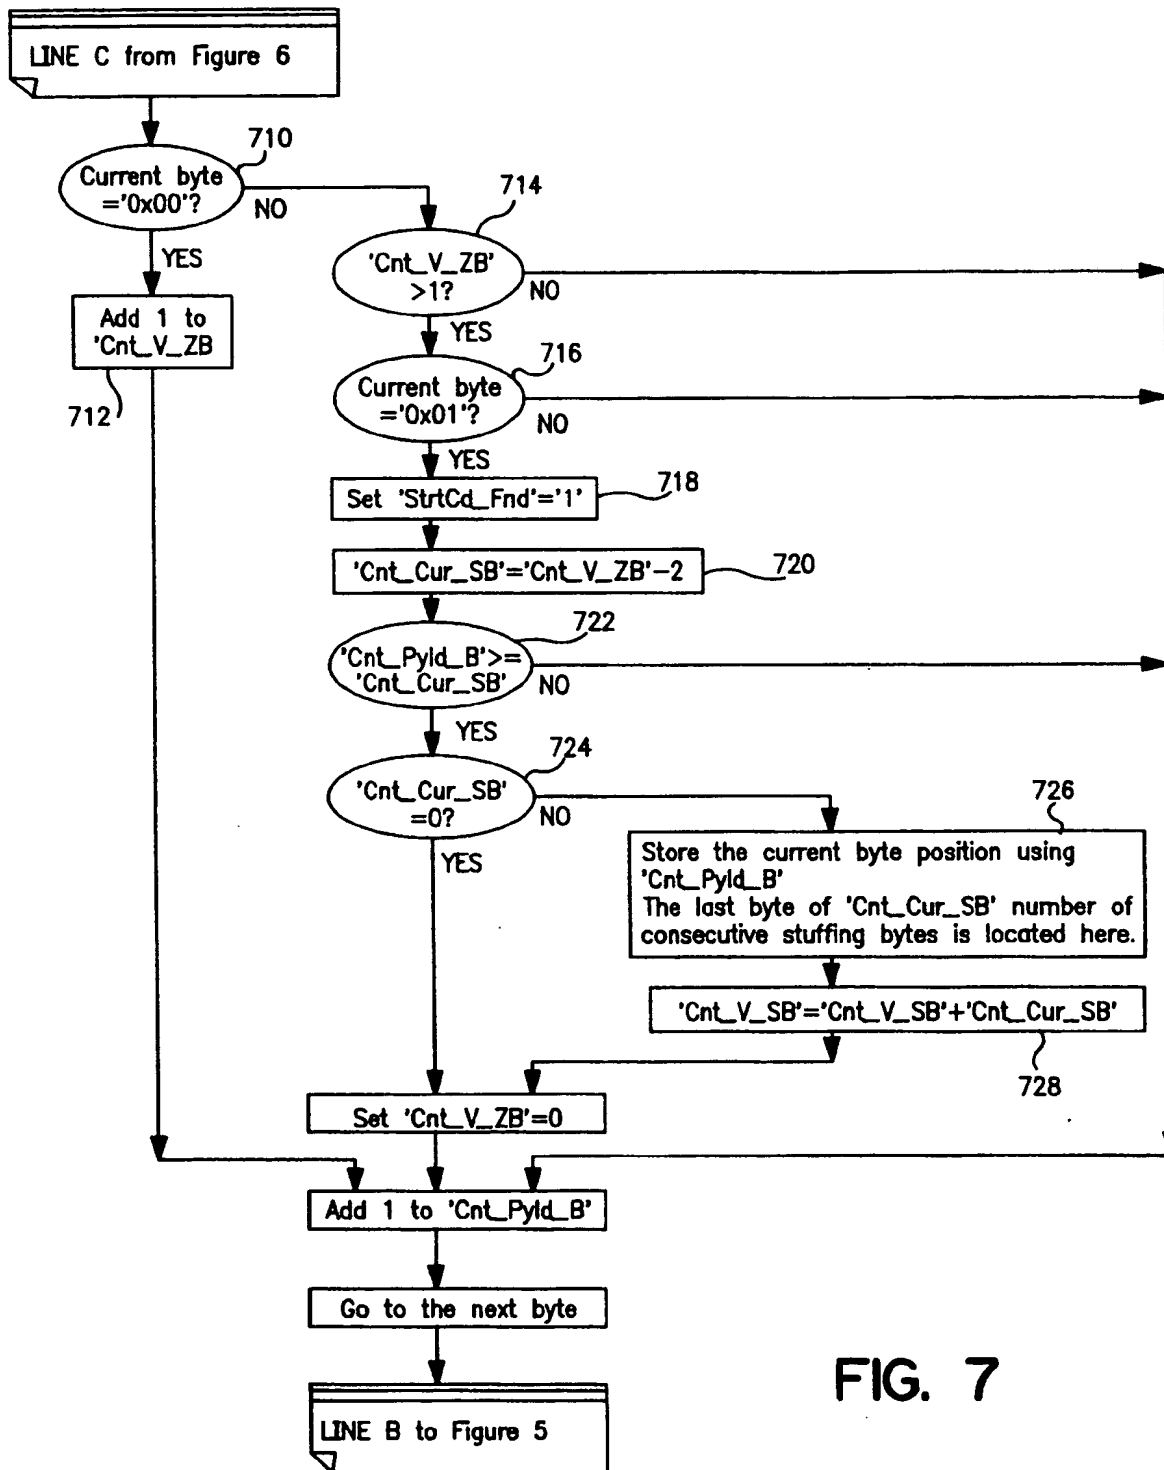 LINE C from Figure 6
710
Current byte
='0x00'?
NO
YES
714
'Cnt_V_ZB'
>1?
NO
YES
Add 1 to
'Cnt_V_ZB
712
716
Current byte
='0x01'?
NO
YES
Set 'StrtCd_Fnd'='1'
718
'Cnt_Cur_SB'='Cnt_V_ZB'-2
720
722
'Cnt_Pyld_B'>=
'Cnt_Cur_SB'
NO
YES
724
'Cnt_Cur_SB'
=0?
NO
YES
726
Store the current byte position using
'Cnt_Pyld_B'
The last byte of 'Cnt_Cur_SB' number of
consecutive stuffing bytes is located here.
'Cnt_V_SB'='Cnt_V_SB'+'Cnt_Cur_SB'
728
Set 'Cnt_V_ZB'=0
Add 1 to 'Cnt_Pyld_B'
Go to the next byte
LINE B to Figure 5
FIG. 7